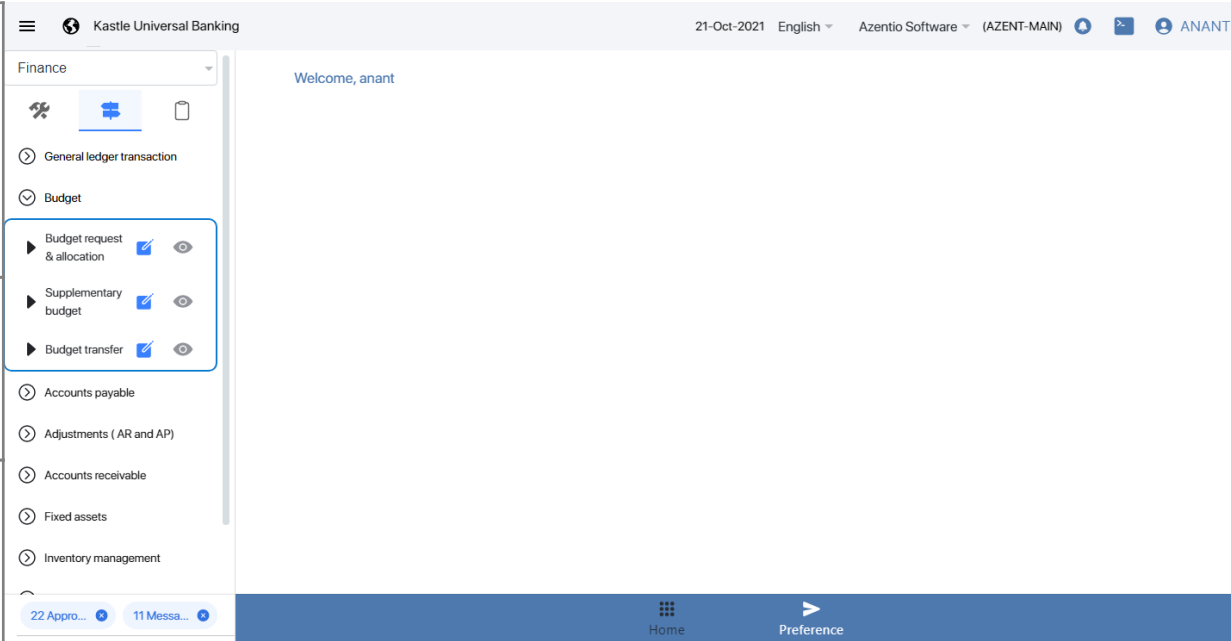 Kastle Universal Banking
21-Oct-2021 English Azentio Software (AZENT-MAIN) ANANT
Finance
Welcome, anant
General ledger transaction
Budget
Budget request
& allocation
Supplementary
budget
Budget transfer
Accounts payable
Adjustments ( AR and AP)
Accounts receivable
Fixed assets
Inventory management
22 Appro... 11 Messa...
Home
Preference